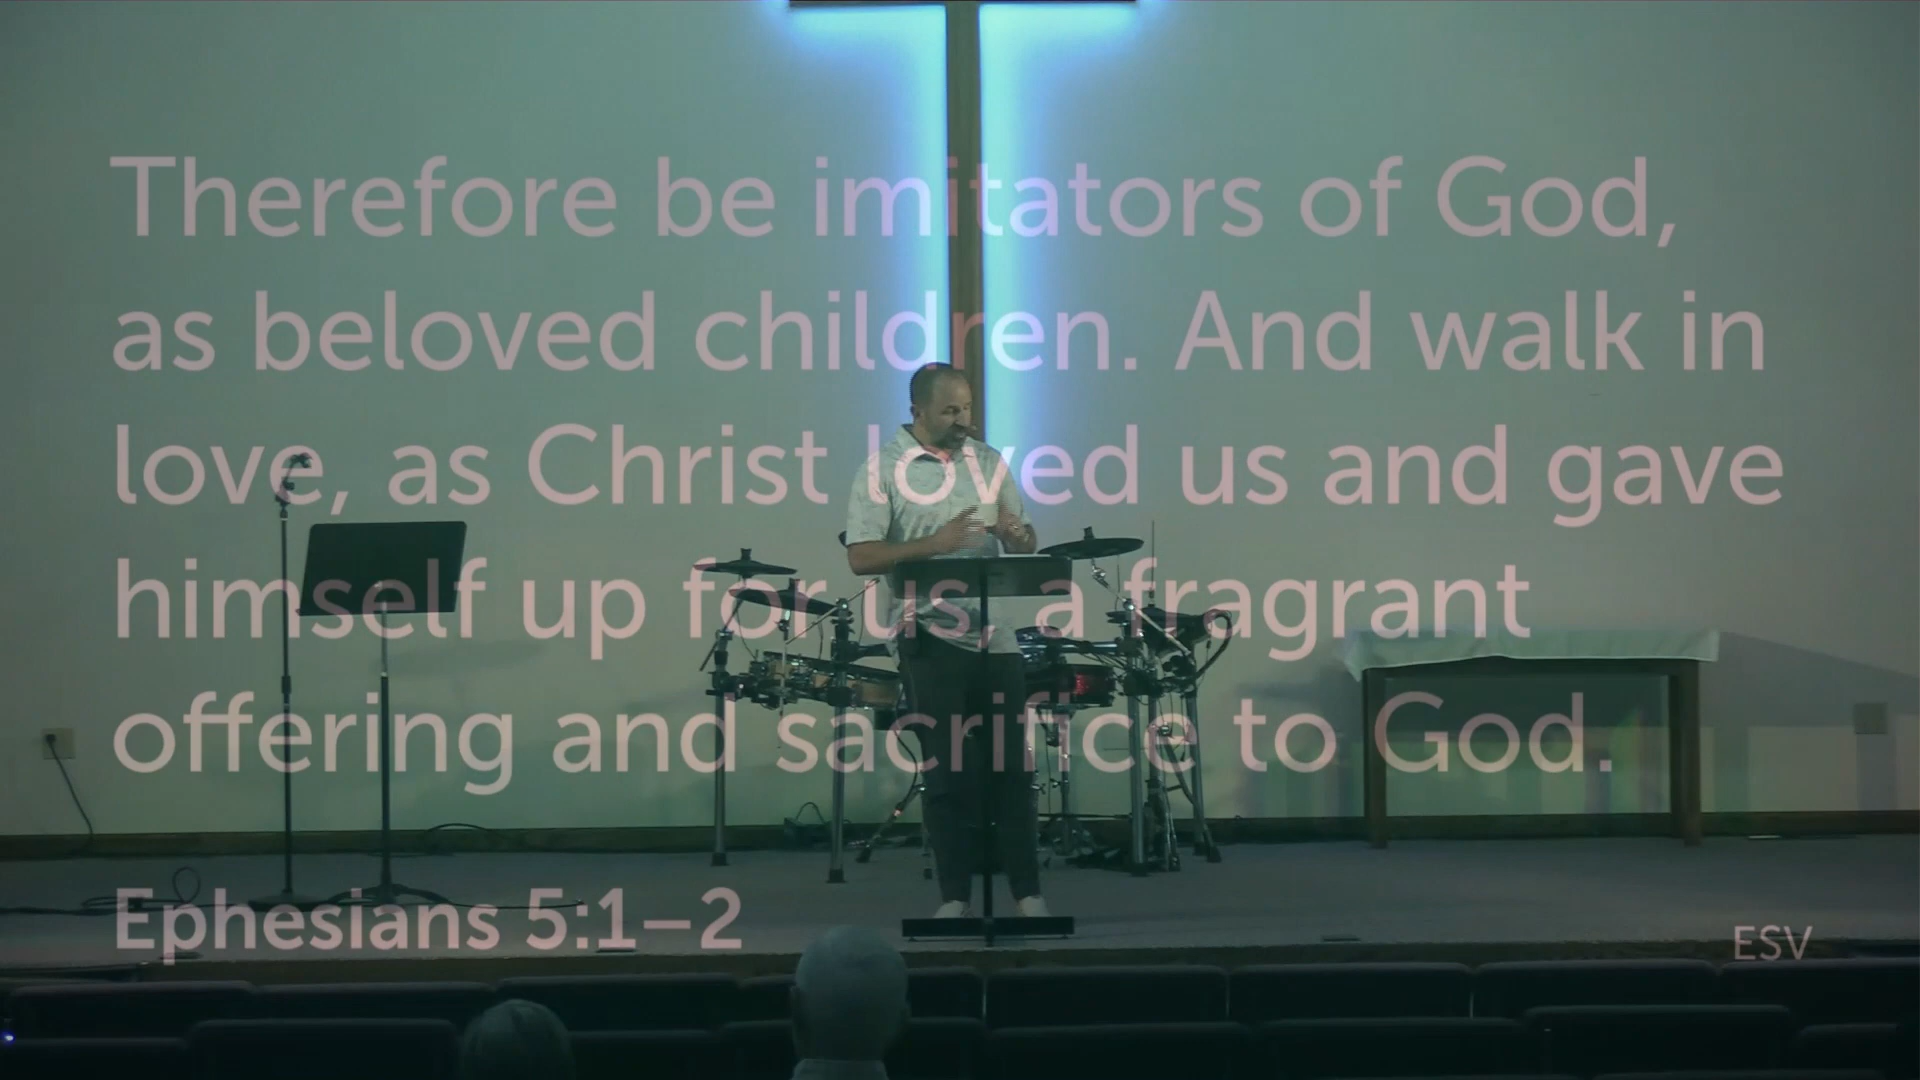 Therefore be imitators of God,
as beloved children. And walk in
love, as Christ loved us and gave
himself up for us, a fragrant
offering and sacrifice to God.
Ephesians 5:1–2
ESV